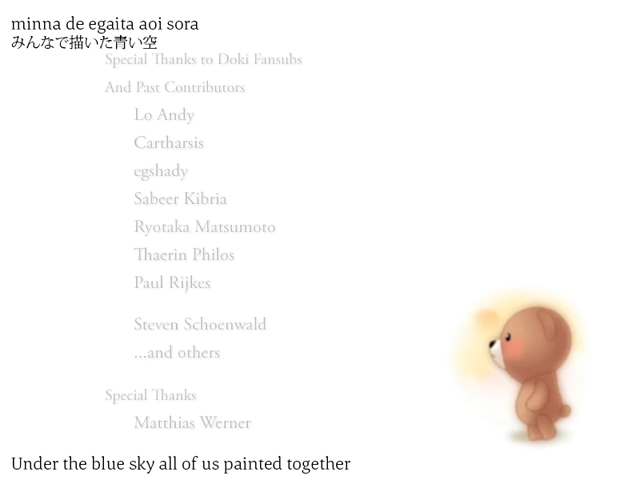 minna de egaita aoi sora
みんなで描いた青い空
Special Thanks to Doki Fansubs
And Past Contributors
Lo Andy
Cartharsis
egshady
Sabeer Kibria
Ryotaka Matsumoto
Thaerin Philos
Paul Rijkes
Steven Schoenwald
...and others
Special Thanks
Matthias Werner
Under the blue sky all of us painted together